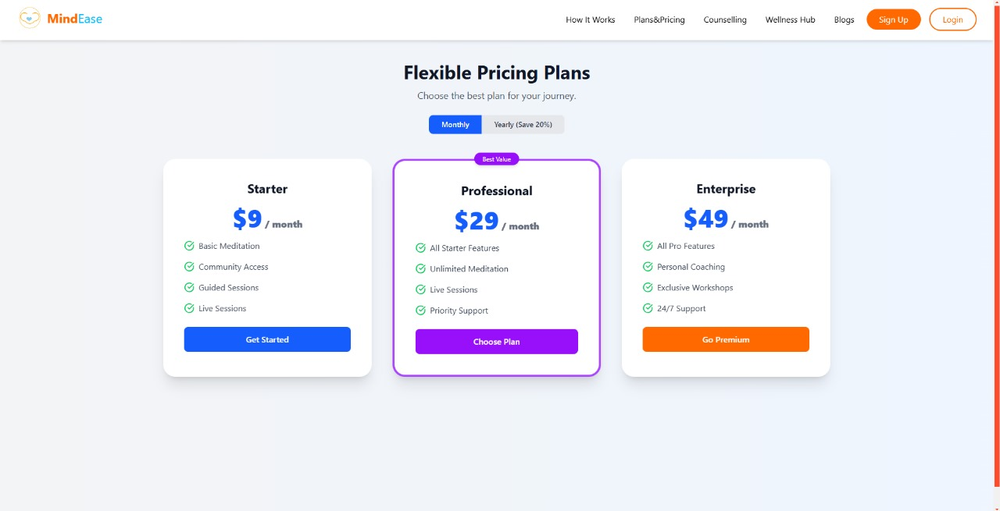 MindEase
How It Works
Plans&Pricing
Counselling
Wellness Hub
Blogs
Sign Up
Login
Flexible Pricing Plans
Choose the best plan for your journey.
Monthly
Yearly (Save 20%)
Starter
$9 / month
Basic Meditation
Community Access
Guided Sessions
Live Sessions
Get Started
Best Value
Professional
$29 / month
All Starter Features
Unlimited Meditation
Live Sessions
Priority Support
Choose Plan
Enterprise
$49 / month
All Pro Features
Personal Coaching
Exclusive Workshops
24/7 Support
Go Premium